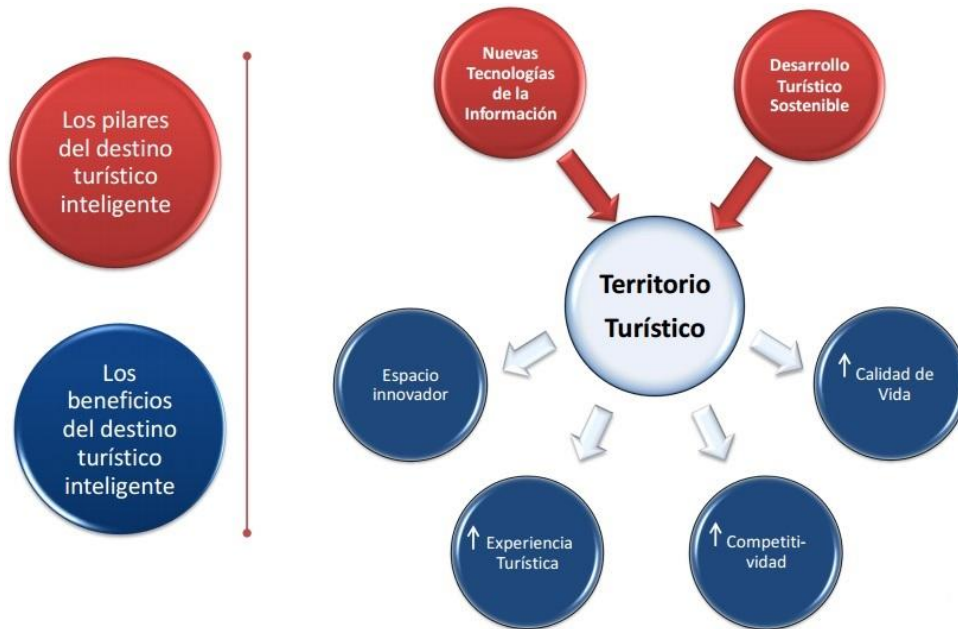 Los pilares
del destino
turístico
inteligente
Los
beneficios
del destino
turístico
inteligente
Nuevas
Tecnologías
de la
Información
Desarrollo
Turístico
Sostenible
Territorio
Turístico
Espacio
innovador
↑ Experiencia
Turística
↑ Competiti-
vidad
↑ Calidad de
Vida